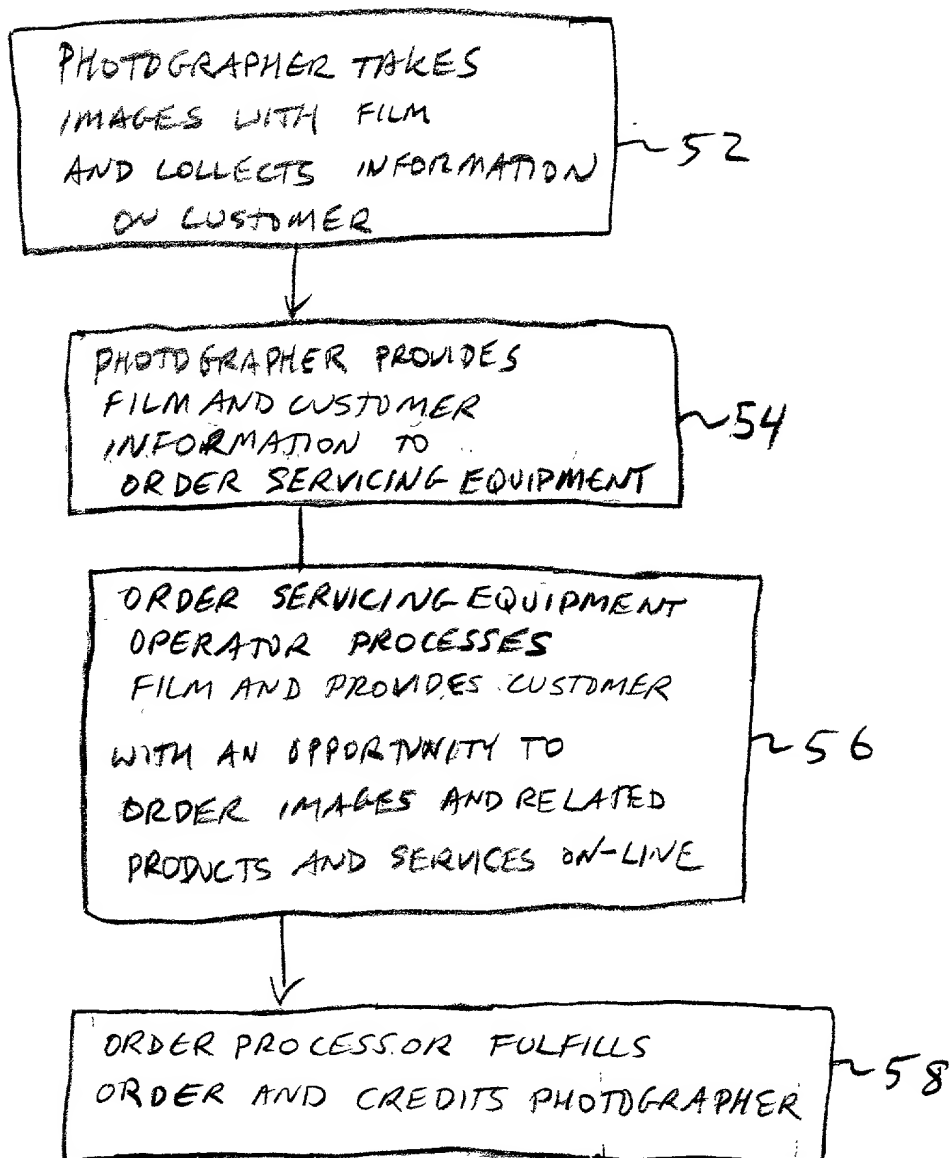 PHOTOGRAPHER TAKES
IMAGES WITH FILM
AND COLLECTS INFORMATION
ON CUSTOMER
52
PHOTOGRAPHER PROVIDES
FILM AND CUSTOMER
INFORMATION TO
ORDER SERVICING EQUIPMENT
54
ORDER SERVICING EQUIPMENT
OPERATOR PROCESSES
FILM AND PROVIDES CUSTOMER
WITH AN OPPORTUNITY TO
ORDER IMAGES AND RELATED
PRODUCTS AND SERVICES ON-LINE
56
ORDER PROCESSOR FULFILLS
ORDER AND CREDITS PHOTOGRAPHER
58